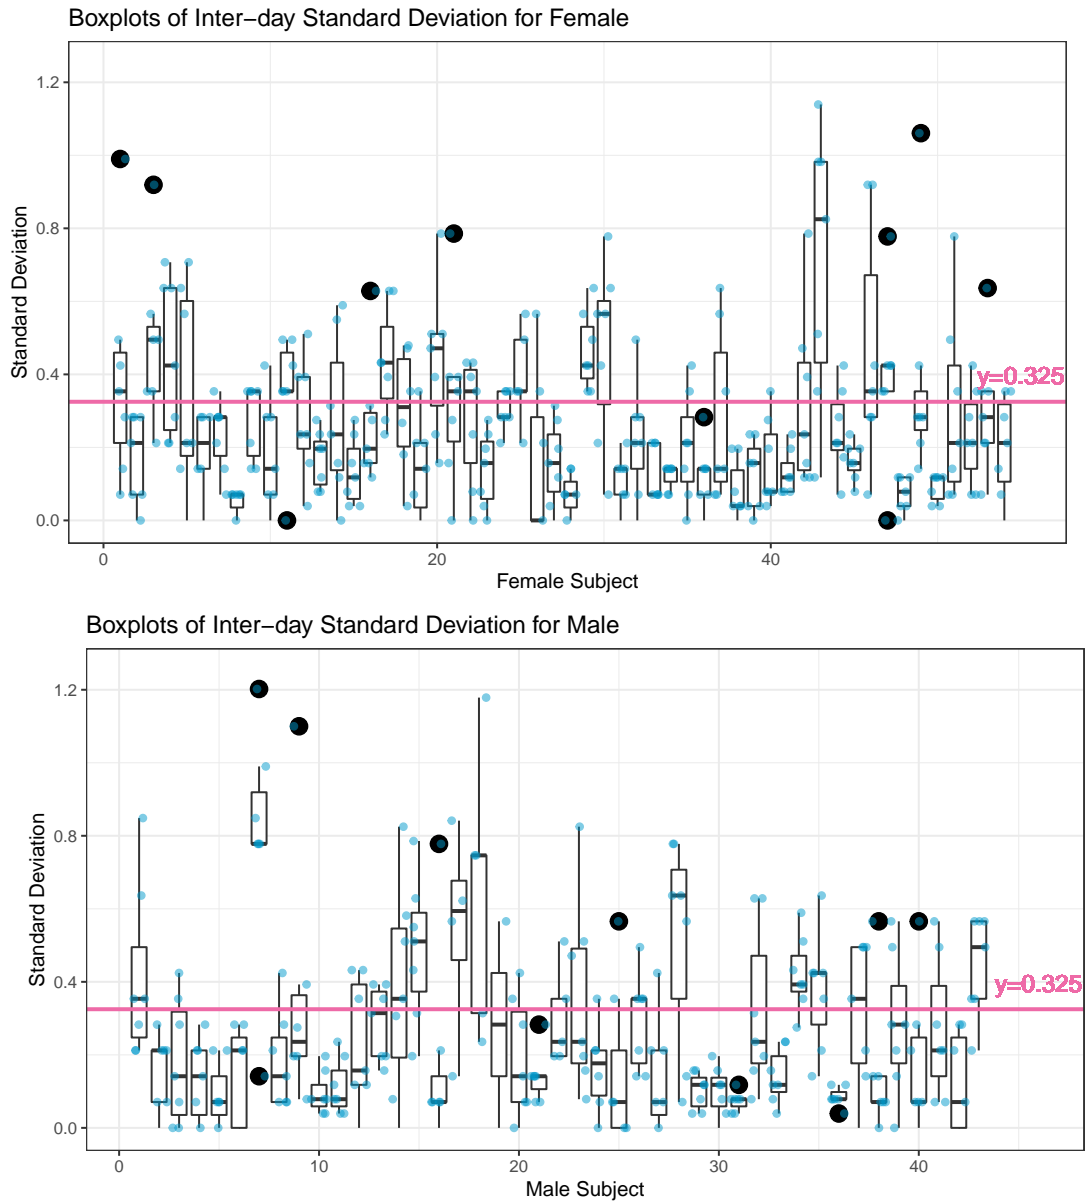 Boxplots of Inter−day Standard Deviation for Female
1.2
0.8
0.4
0.0
Standard Deviation
y=0.325
0
20
40
Female Subject
Boxplots of Inter−day Standard Deviation for Male
1.2
0.8
0.4
0.0
Standard Deviation
y=0.325
0
10
20
30
40
Male Subject